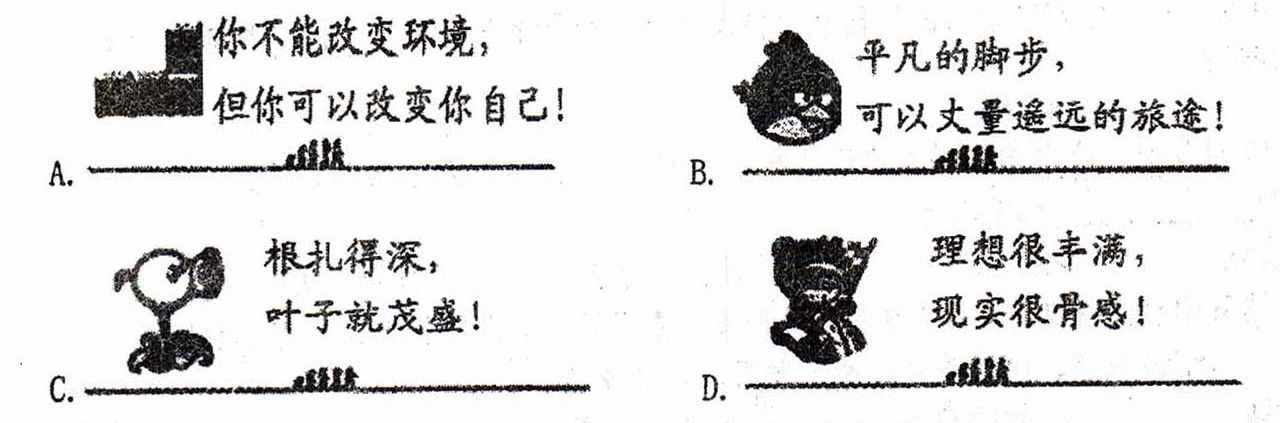 你不能改变环境，
但你可以改变你自己！
A.
平凡的脚步，
可以丈量遥远的旅途！
B.
根扎得深，
叶子就茂盛！
C.
理想很丰满，
现实很骨感！
D.